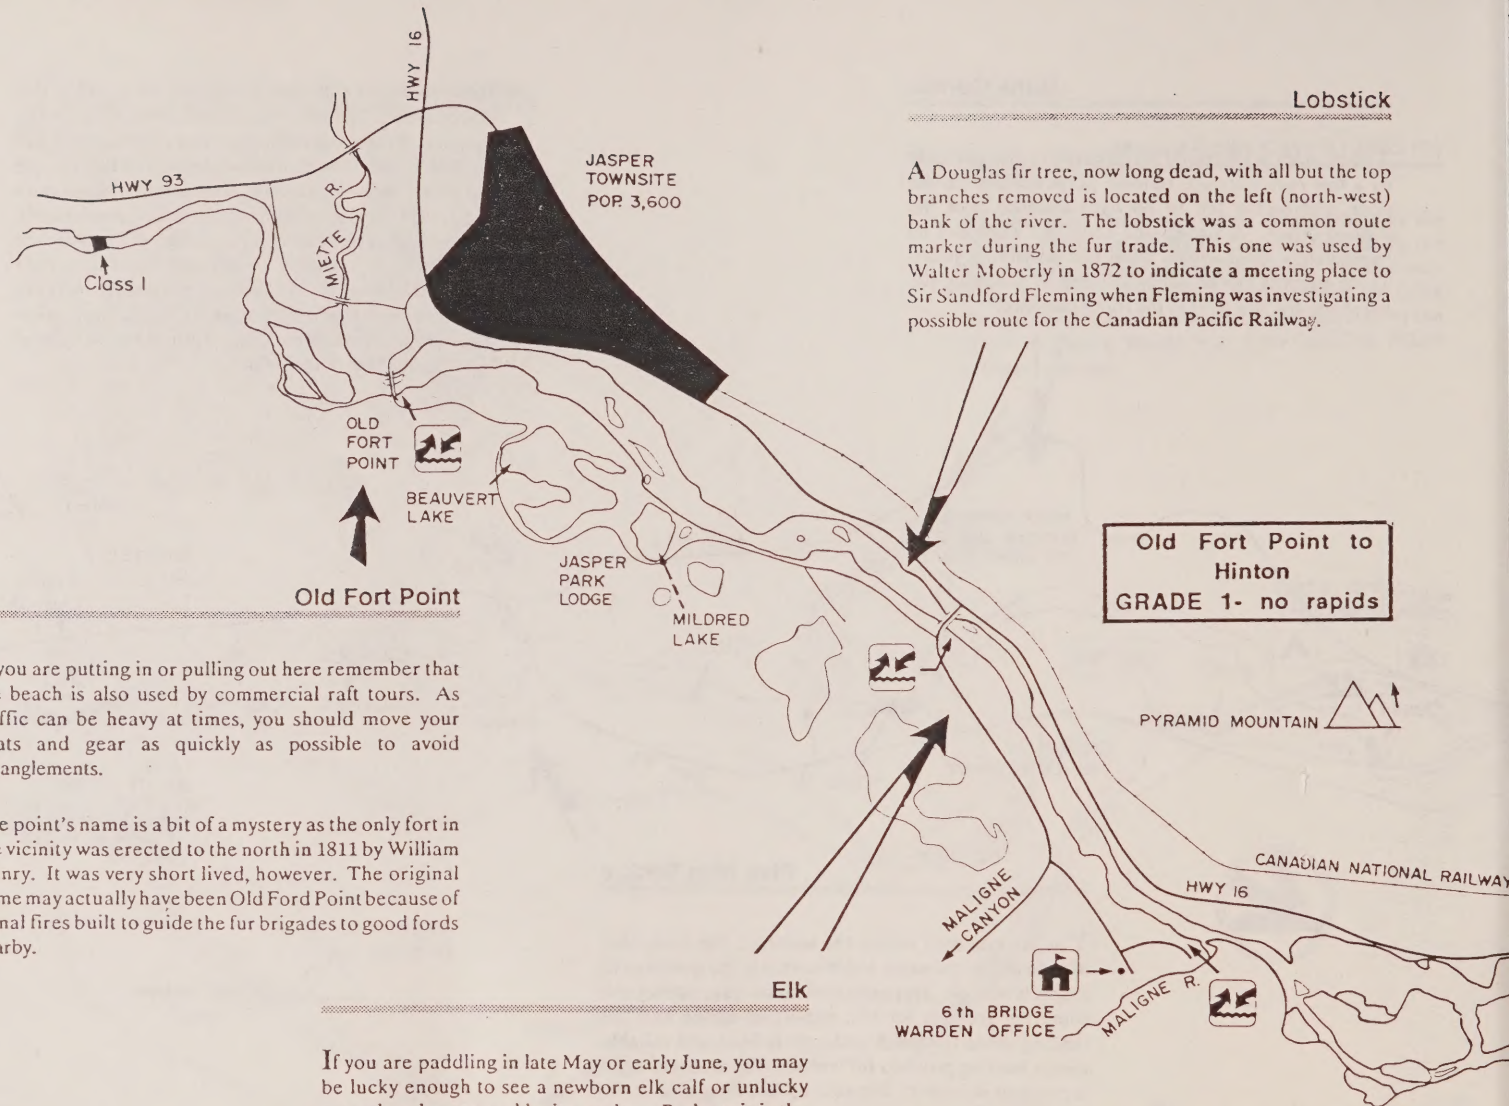 HWY 16
HWY 93
MIETTE R.
Class I
JASPER
TOWNSITE
POP. 3,600
Lobstick
A Douglas fir tree, now long dead, with all but the top
branches removed is located on the left (north-west)
bank of the river. The lobstick was a common route
marker during the fur trade. This one was used by
Walter Moberly in 1872 to indicate a meeting place to
Sir Sandford Fleming when Fleming was investigating a
possible route for the Canadian Pacific Railway.
OLD
FORT
POINT
BEAUVERT
LAKE
JASPER
PARK
LODGE
MILDRED
LAKE
Old Fort Point to
Hinton
GRADE 1- no rapids
PYRAMID MOUNTAIN
Old Fort Point
you are putting in or pulling out here remember that
beach is also used by commercial raft tours. As
ffic can be heavy at times, you should move your
ats and gear as quickly as possible to avoid
anglements.
e point's name is a bit of a mystery as the only fort in
vicinity was erected to the north in 1811 by William
nry. It was very short lived, however. The original
me may actually have been Old Ford Point because of
nal fires built to guide the fur brigades to good fords
arby.
CANADIAN NATIONAL RAILWAY
HWY 16
MALIGNE
CANYON
6th BRIDGE
WARDEN OFFICE
MALIGNE R.
Elk
If you are paddling in late May or early June, you may
be lucky enough to see a newborn elk calf or unlucky